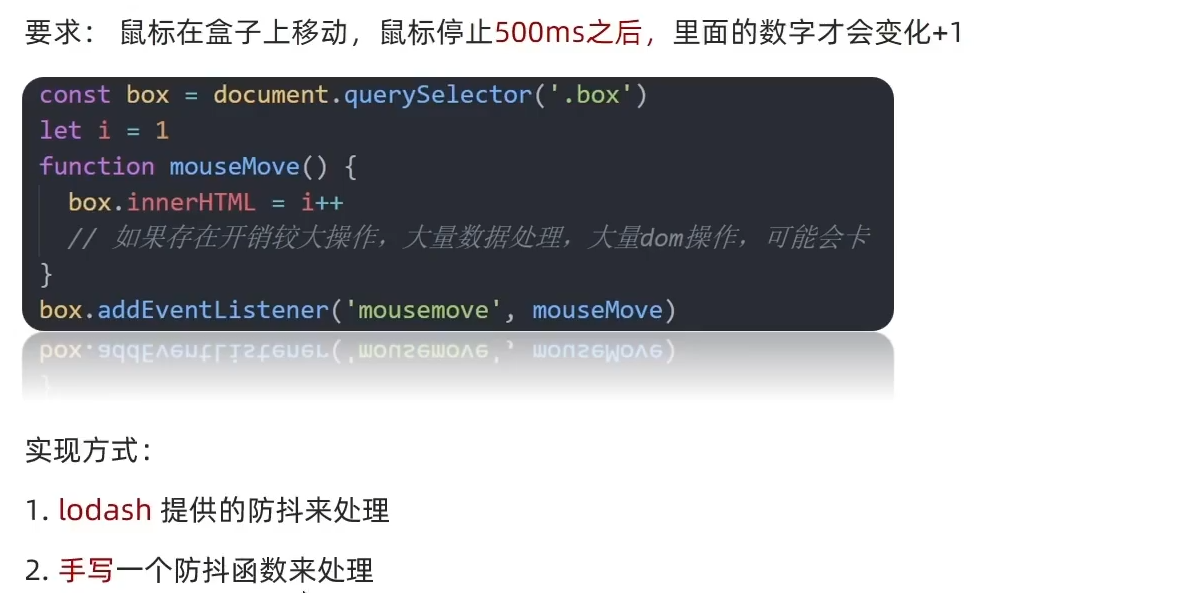 要求： 鼠标在盒子上移动，鼠标停止500ms之后，里面的数字才会变化+1
const box = document.querySelector('.box')
let i = 1
function mouseMove() {
  box.innerHTML = i++
  // 如果存在开销较大操作，大量数据处理，大量dom操作，可能会卡
}
box.addEventListener('mousemove', mouseMove)
实现方式：
1. lodash 提供的防抖来处理
2. 手写一个防抖函数来处理